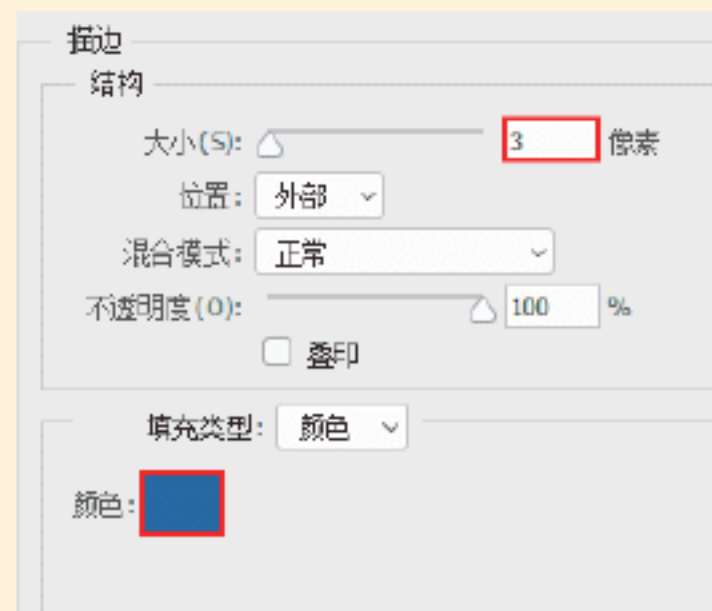 描边
结构
大小(S): 3 像素
位置: 外部
混合模式: 正常
不透明度(O): 100 %
叠印
填充类型: 颜色
颜色: